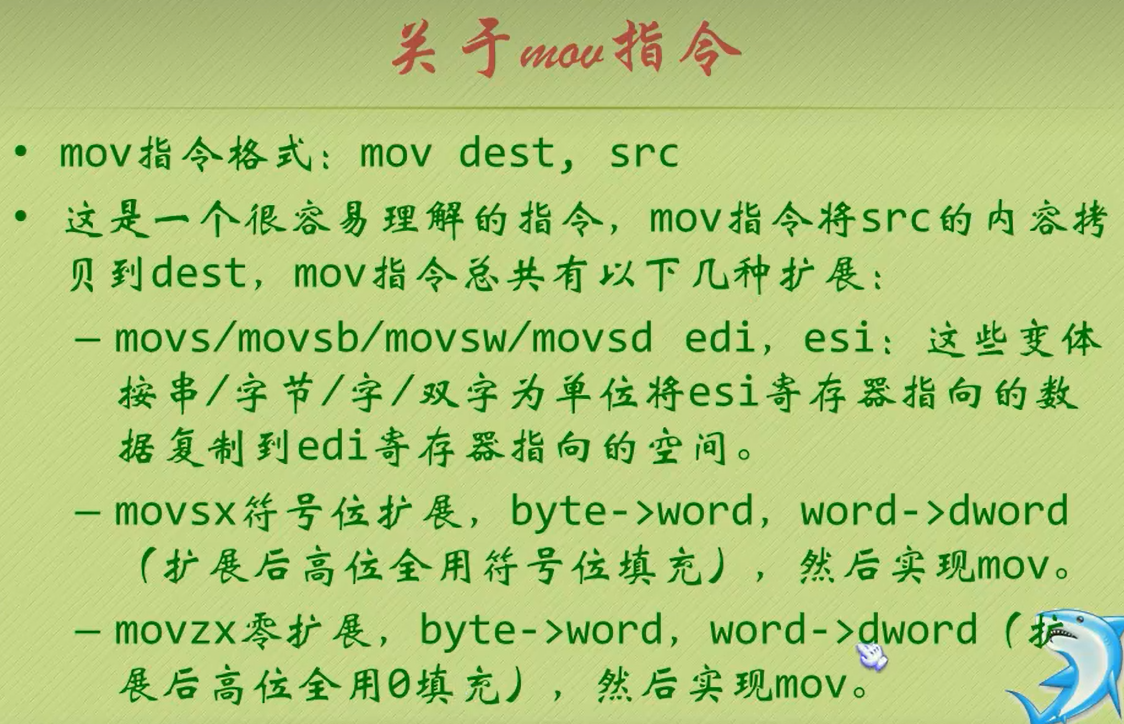 关于mov指令
• mov指令格式：mov dest, src
• 这是一个很容易理解的指令，mov指令将src的内容拷
贝到dest，mov指令总共有以下几种扩展：
– movs/movsb/movsw/movsd edi，esi：这些变体
按串/字节/字/双字为单位将esi寄存器指向的数
据复制到edi寄存器指向的空间。
– movsx符号位扩展，byte->word，word->dword
（扩展后高位全用符号位填充），然后实现mov。
– movzx零扩展，byte->word，word->dword（扩
展后高位全用0填充），然后实现mov。